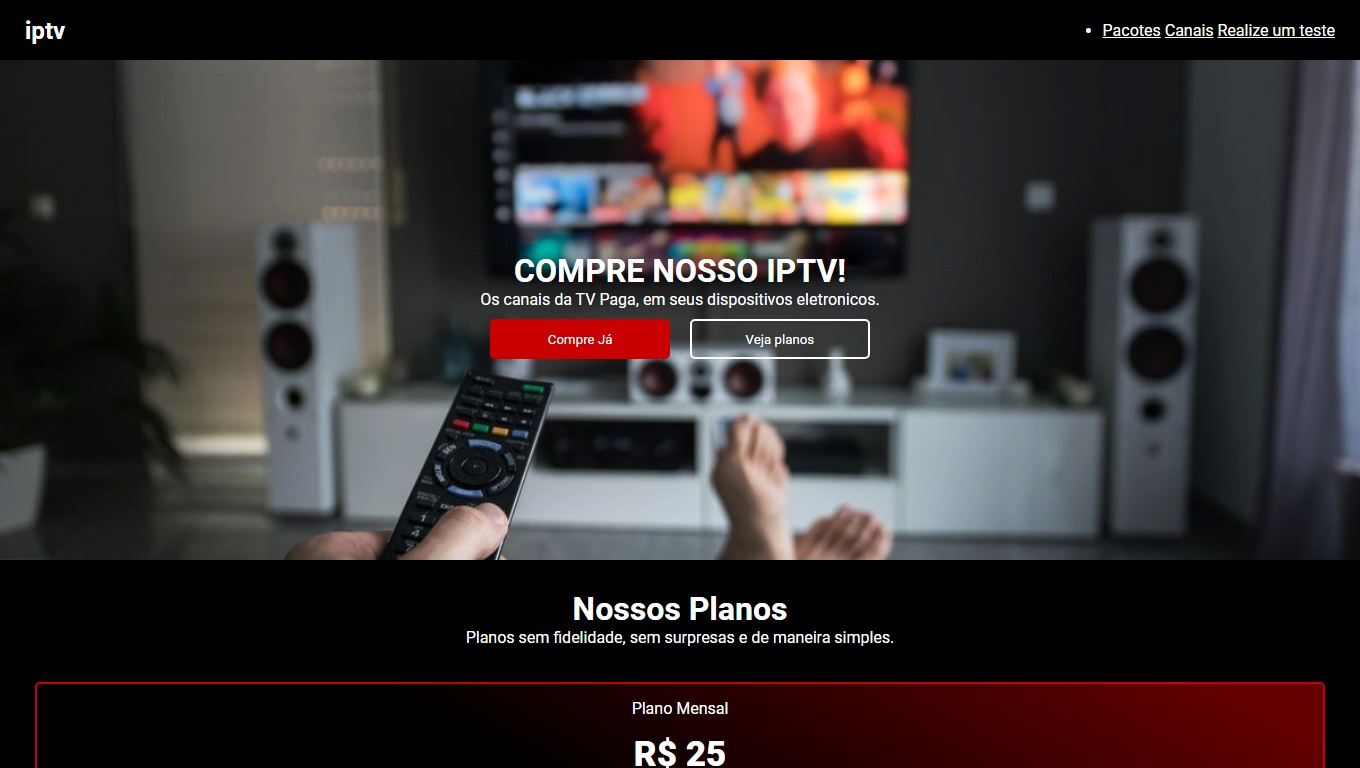 iptv
Pacotes Canais Realize um teste
COMPRE NOSSO IPTV!
Os canais da TV Paga, em seus dispositivos eletronicos.
Compre Já
Veja planos
Nossos Planos
Planos sem fidelidade, sem surpresas e de maneira simples.
Plano Mensal
R$ 25